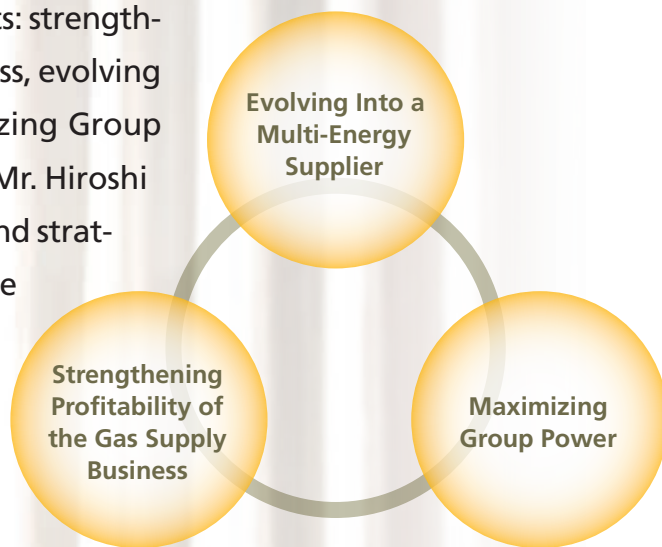 ts: strength-
ss, evolving
zing Group
Mr. Hiroshi
nd strat-
e
Evolving Into a
Multi-Energy
Supplier
Strengthening
Profitability of
the Gas Supply
Business
Maximizing
Group Power